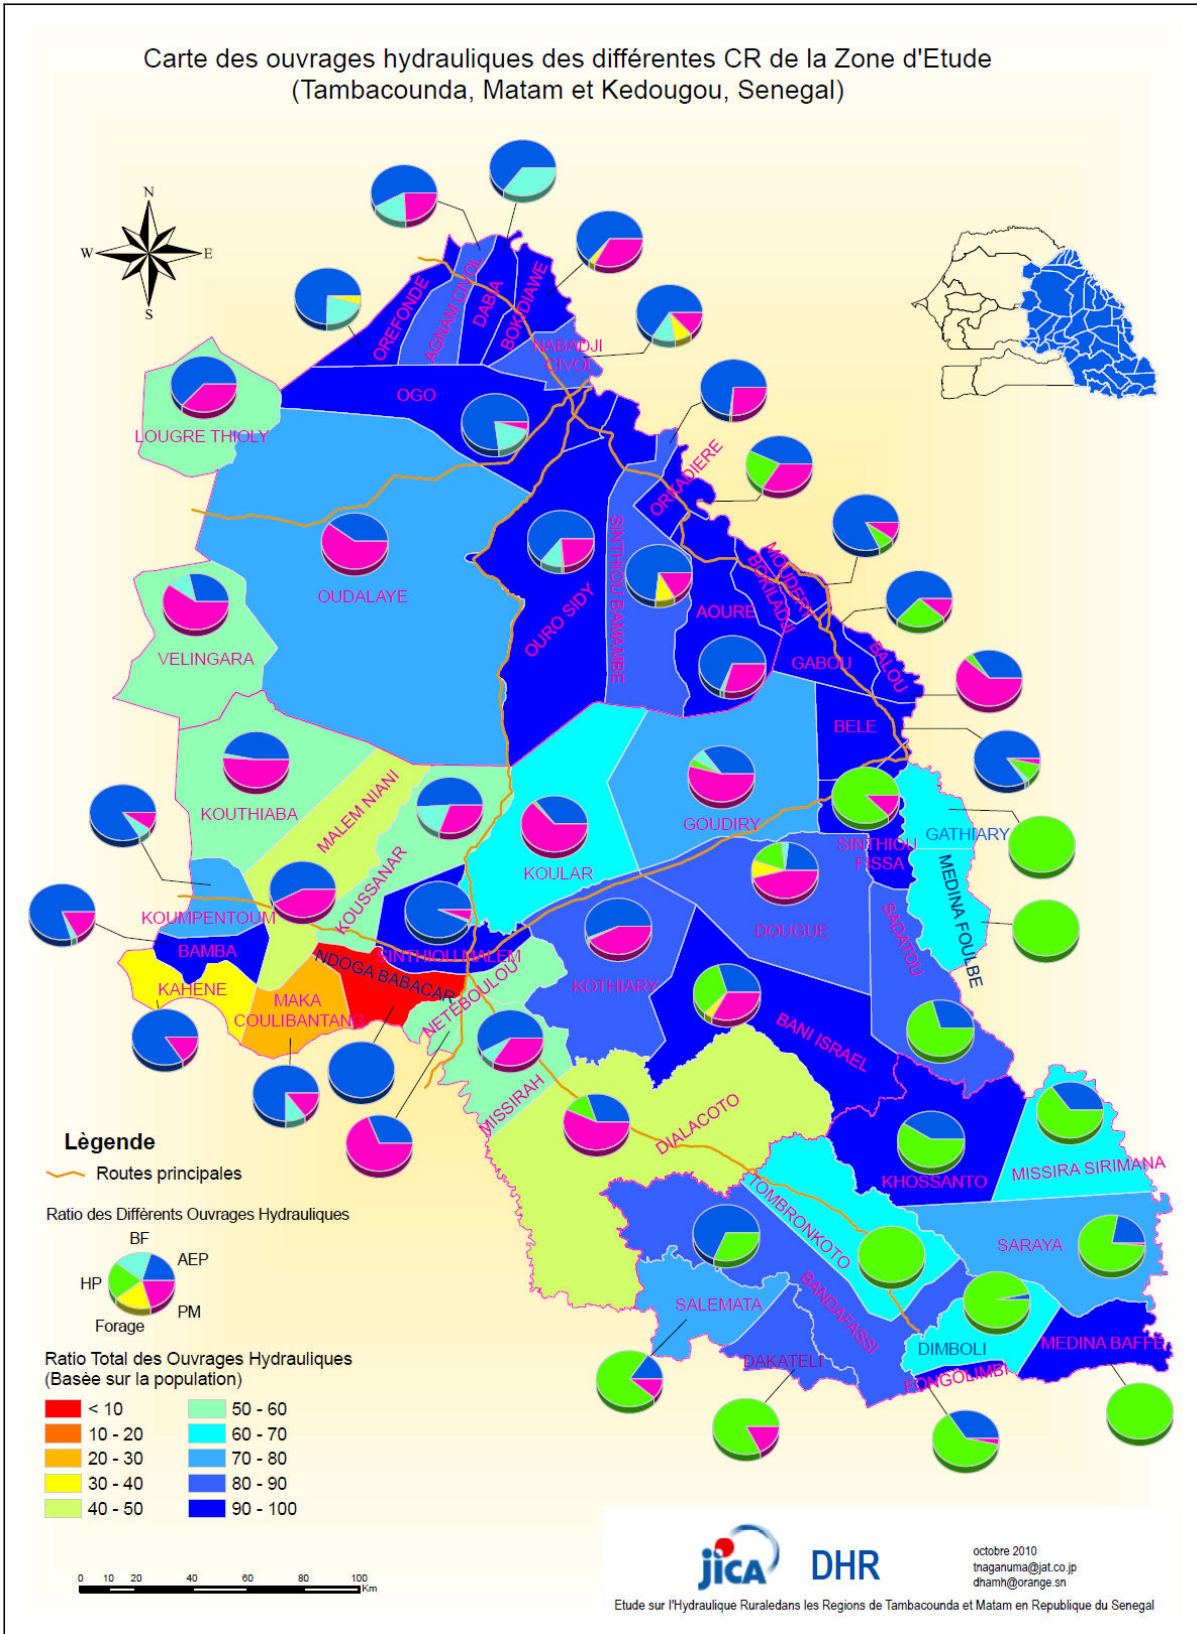 Carte des ouvrages hydrauliques des différentes CR de la Zone d'Etude
(Tambacounda, Matam et Kedougou, Senegal)
N
W
E
S
OREFONDE
AGNAM CIVOL
DABIA
BOKIDIAWE
NABADJI
CIVOL
OGO
LOUGRE THIOLY
ORKADIERE
OUDALAYE
OURO SIDY
SINTHIOU BAMAMBE
MOUDERY
BOKILADJI
AOURE
VELINGARA
GABOU
BALOU
BELE
KOUTHIABA
MALEM NIANI
KOUSSANAR
KOULAR
GOUDIRY
SINTHIOU
FISSA
GATHIARY
MEDINA FOULBE
KOUMPENTOUM
BAMBA
SINTHIOU MALEM
DOUGUE
SADATOU
KAHENE
MAKA
COULIBANTANG
NDOGA BABACAR
NETEBOULOU
KOTHIARY
BANI ISRAEL
MISSIRAH
DIALACOTO
KHOSSANTO
MISSIRA SIRIMANA
TOMBRONKOTO
SARAYA
SALEMATA
BANDAFASSI
DAKATELI
DIMBOLI
FONGOLIMBI
MEDINA BAFFE
Lègende
Routes principales
Ratio des Diffèrents Ouvrages Hydrauliques
BF
AEP
HP
PM
Forage
Ratio Total des Ouvrages Hydrauliques
(Basèe sur la population)
< 10
10 - 20
20 - 30
30 - 40
40 - 50
50 - 60
60 - 70
70 - 80
80 - 90
90 - 100
0 10 20 40 60 80 100
Km
jICA
DHR
octobre 2010
tnaganuma@jat.co.jp
dhamh@orange.sn
Etude sur l'Hydraulique Ruraledans les Regions de Tambacounda et Matam en Republique du Senegal